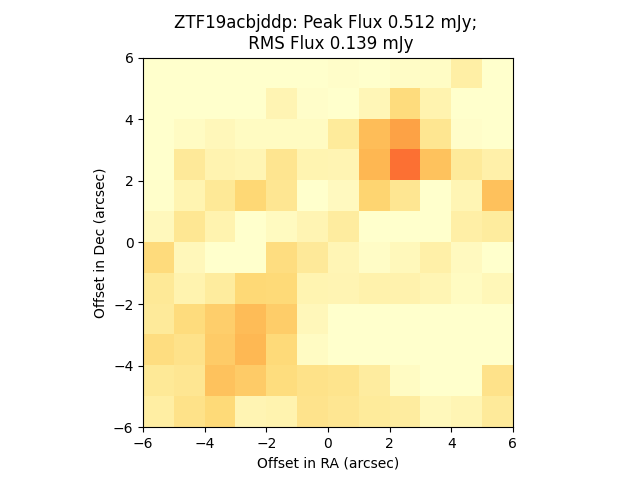 ZTF19acbjddp: Peak Flux 0.512 mJy;
RMS Flux 0.139 mJy
6
4
2
0
−2
−4
−6
Offset in Dec (arcsec)
−6 −4 −2 0 2 4 6
Offset in RA (arcsec)